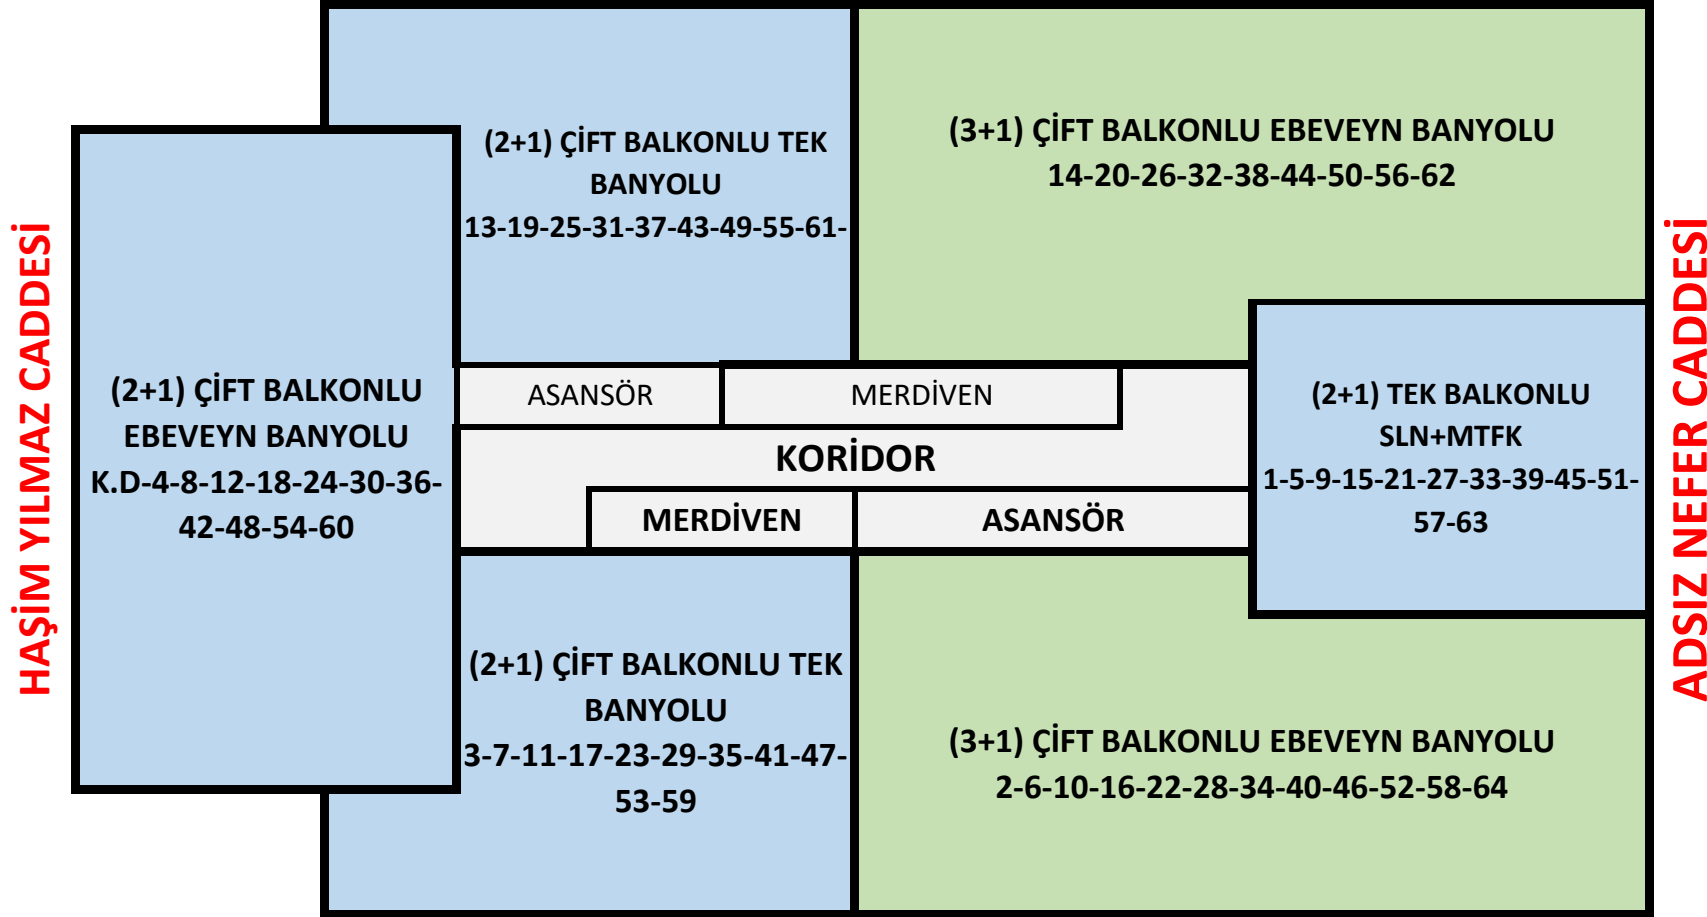 HAŞİM YILMAZ CADDESİ
(2+1) ÇİFT BALKONLU TEK
BANYOLU
13-19-25-31-37-43-49-55-61-
(3+1) ÇİFT BALKONLU EBEVEYN BANYOLU
14-20-26-32-38-44-50-56-62
(2+1) ÇİFT BALKONLU
EBEVEYN BANYOLU
K.D-4-8-12-18-24-30-36-
42-48-54-60
ASANSÖR
MERDİVEN
KORİDOR
MERDİVEN
ASANSÖR
(2+1) TEK BALKONLU
SLN+MTFK
1-5-9-15-21-27-33-39-45-51-
57-63
(2+1) ÇİFT BALKONLU TEK
BANYOLU
3-7-11-17-23-29-35-41-47-
53-59
(3+1) ÇİFT BALKONLU EBEVEYN BANYOLU
2-6-10-16-22-28-34-40-46-52-58-64
ADSIZ NEFER CADDESİ